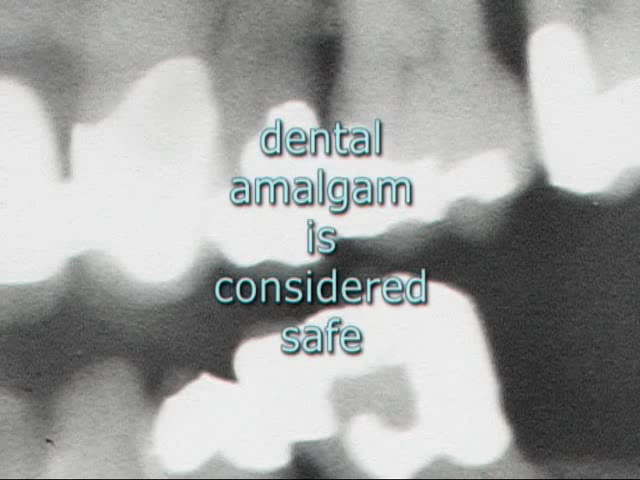 dental
amalgam
is
considered
safe